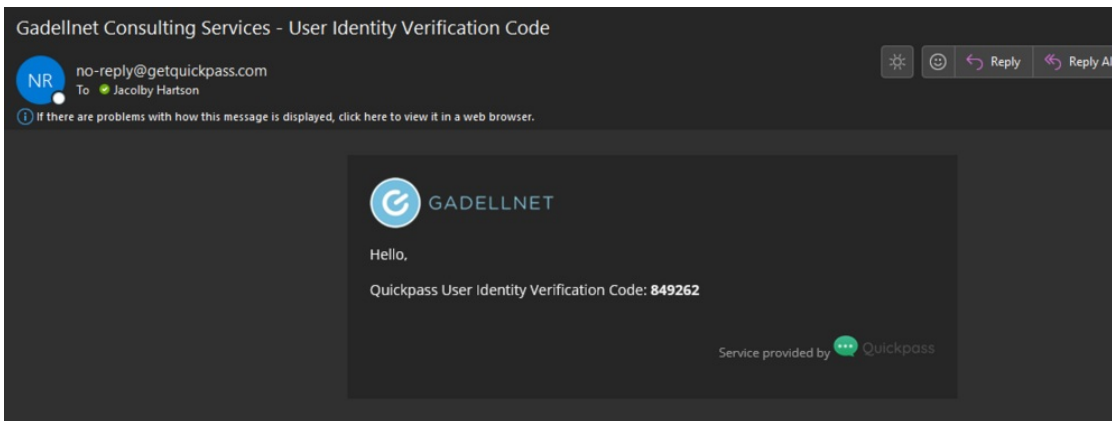 Gadellnet Consulting Services - User Identity Verification Code
NR
no-reply@getquickpass.com
To Jacolby Hartson
Reply
Reply Al
i If there are problems with how this message is displayed, click here to view it in a web browser.
GADELLNET
Hello,
Quickpass User Identity Verification Code: 849262
Service provided by Quickpass